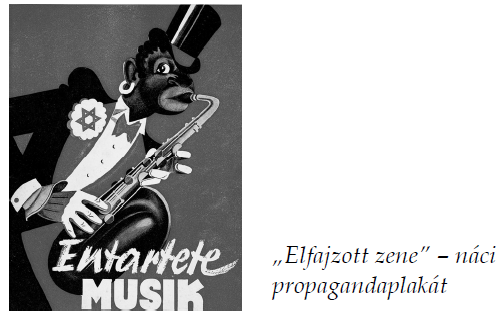 Entartete
MUSIK
„Elfajzott zene” – náci
propagandaplakát